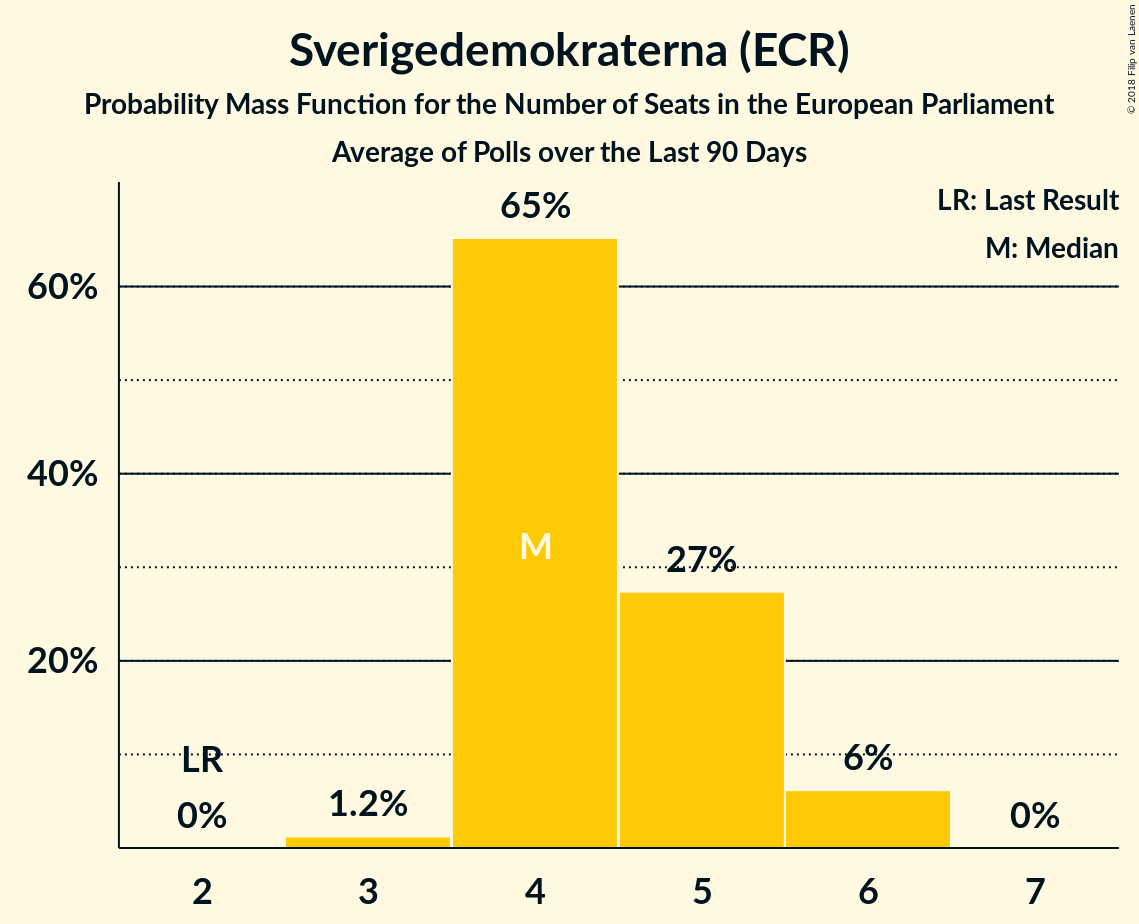 Sverigedemokraterna (ECR)
Probability Mass Function for the Number of Seats in the European Parliament
Average of Polls over the Last 90 Days
© 2018 Filip van Laenen
LR: Last Result
M: Median
65%
60%
40%
M
27%
20%
LR
6%
1.2%
0%
0%
2 3 4 5 6 7